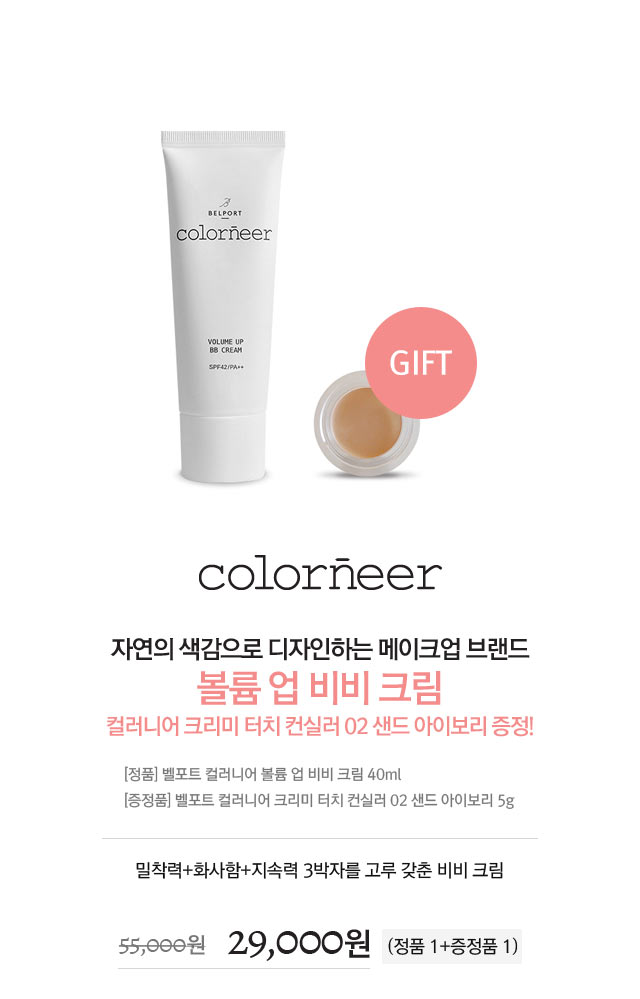 BELPORT
colorn̄eer
VOLUME UP
BB CREAM
SPF42/PA++
GIFT
colorn̄eer
자연의 색감으로 디자인하는 메이크업 브랜드
볼륨 업 비비 크림
컬러니어 크리미 터치 컨실러 02 샌드 아이보리 증정!
[정품] 벨포트 컬러니어 볼륨 업 비비 크림 40ml
[증정품] 벨포트 컬러니어 크리미 터치 컨실러 02 샌드 아이보리 5g
밀착력+화사함+지속력 3박자를 고루 갖춘 비비 크림
55,000원 29,000원 (정품 1+증정품 1)